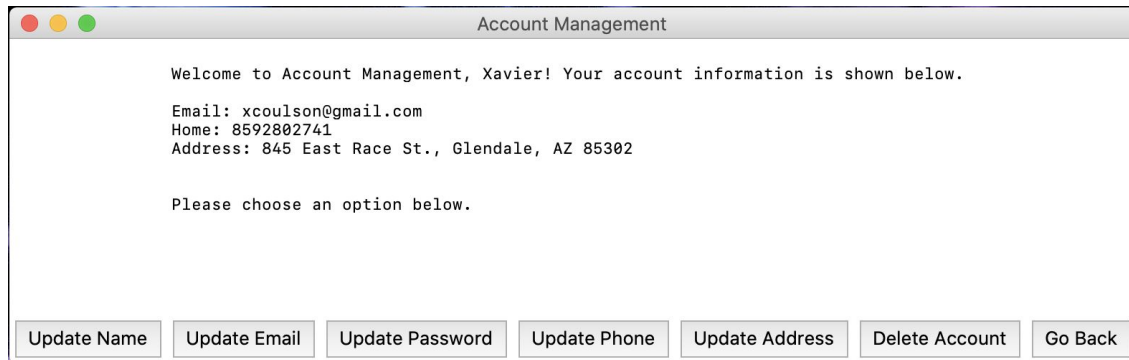 Account Management
Welcome to Account Management, Xavier! Your account information is shown below.
Email: xcoulson@gmail.com
Home: 8592802741
Address: 845 East Race St., Glendale, AZ 85302
Please choose an option below.
Update Name Update Email Update Password Update Phone Update Address Delete Account Go Back